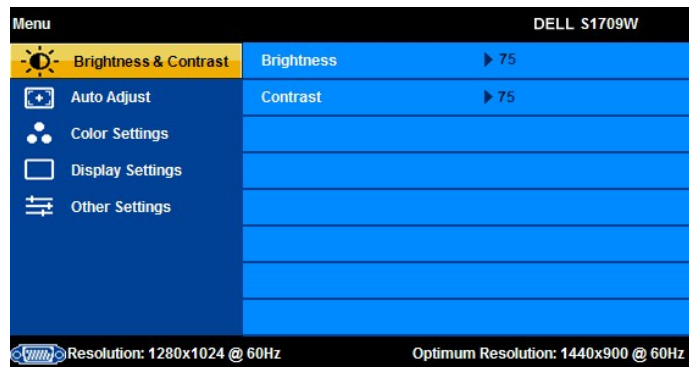 Menu DELL S1709W
Brightness & Contrast Brightness 75
Auto Adjust Contrast 75
Color Settings
Display Settings
Other Settings
Resolution: 1280x1024 @ 60Hz Optimum Resolution: 1440x900 @ 60Hz